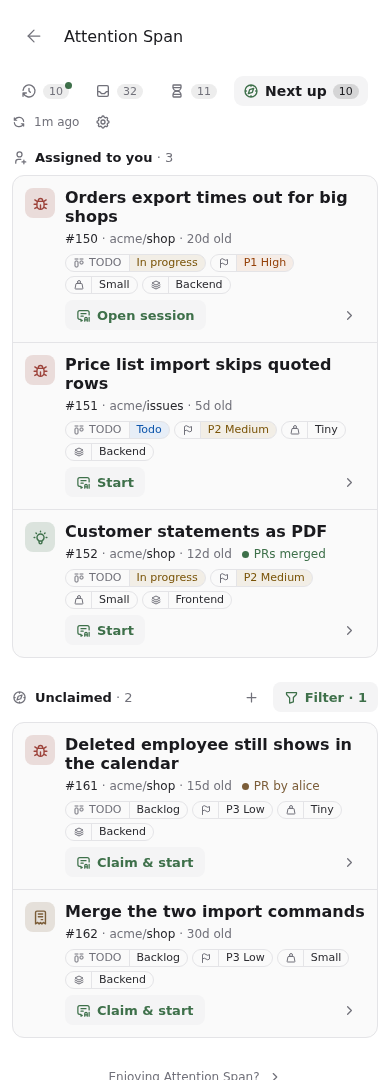 Attention Span
10 32 11 Next up 10
1m ago
Assigned to you · 3
Orders export times out for big
shops
#150 · acme/shop · 20d old
TODO In progress P1 High
Small Backend
Open session
Price list import skips quoted
rows
#151 · acme/issues · 5d old
TODO Todo P2 Medium Tiny
Backend
Start
Customer statements as PDF
#152 · acme/shop · 12d old PRs merged
TODO In progress P2 Medium
Small Frontend
Start
Unclaimed · 2
Filter · 1
Deleted employee still shows in
the calendar
#161 · acme/shop · 15d old PR by alice
TODO Backlog P3 Low Tiny
Backend
Claim & start
Merge the two import commands
#162 · acme/shop · 30d old
TODO Backlog P3 Low Small
Backend
Claim & start
Enjoying Attention Span?